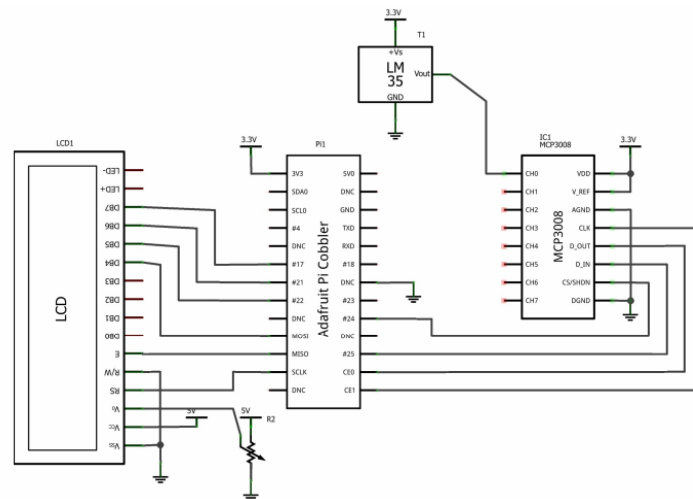 3.3V
T1
+Vs
LM
35
Vout
GND
LCD1
LCD
LED-
LED+
DB7
DB6
DB5
DB4
DB3
DB2
DB1
DB0
E
R/W
RS
V₀
Vcc
Vss
3.3V
Pi1
Adafruit Pi Cobbler
3V3
SDA0
SCL0
#4
DNC
#17
#21
#22
DNC
MOSI
MISO
SCLK
DNC
5V0
DNC
GND
TXD
RXD
#18
DNC
#23
#24
DNC
#25
CE0
CE1
IC1
MCP3008
3.3V
MCP3008
CH0
CH1
CH2
CH3
CH4
CH5
CH6
CH7
VDD
V_REF
AGND
CLK
D_OUT
D_IN
CS/SHDN
DGND
5V
5V
R2